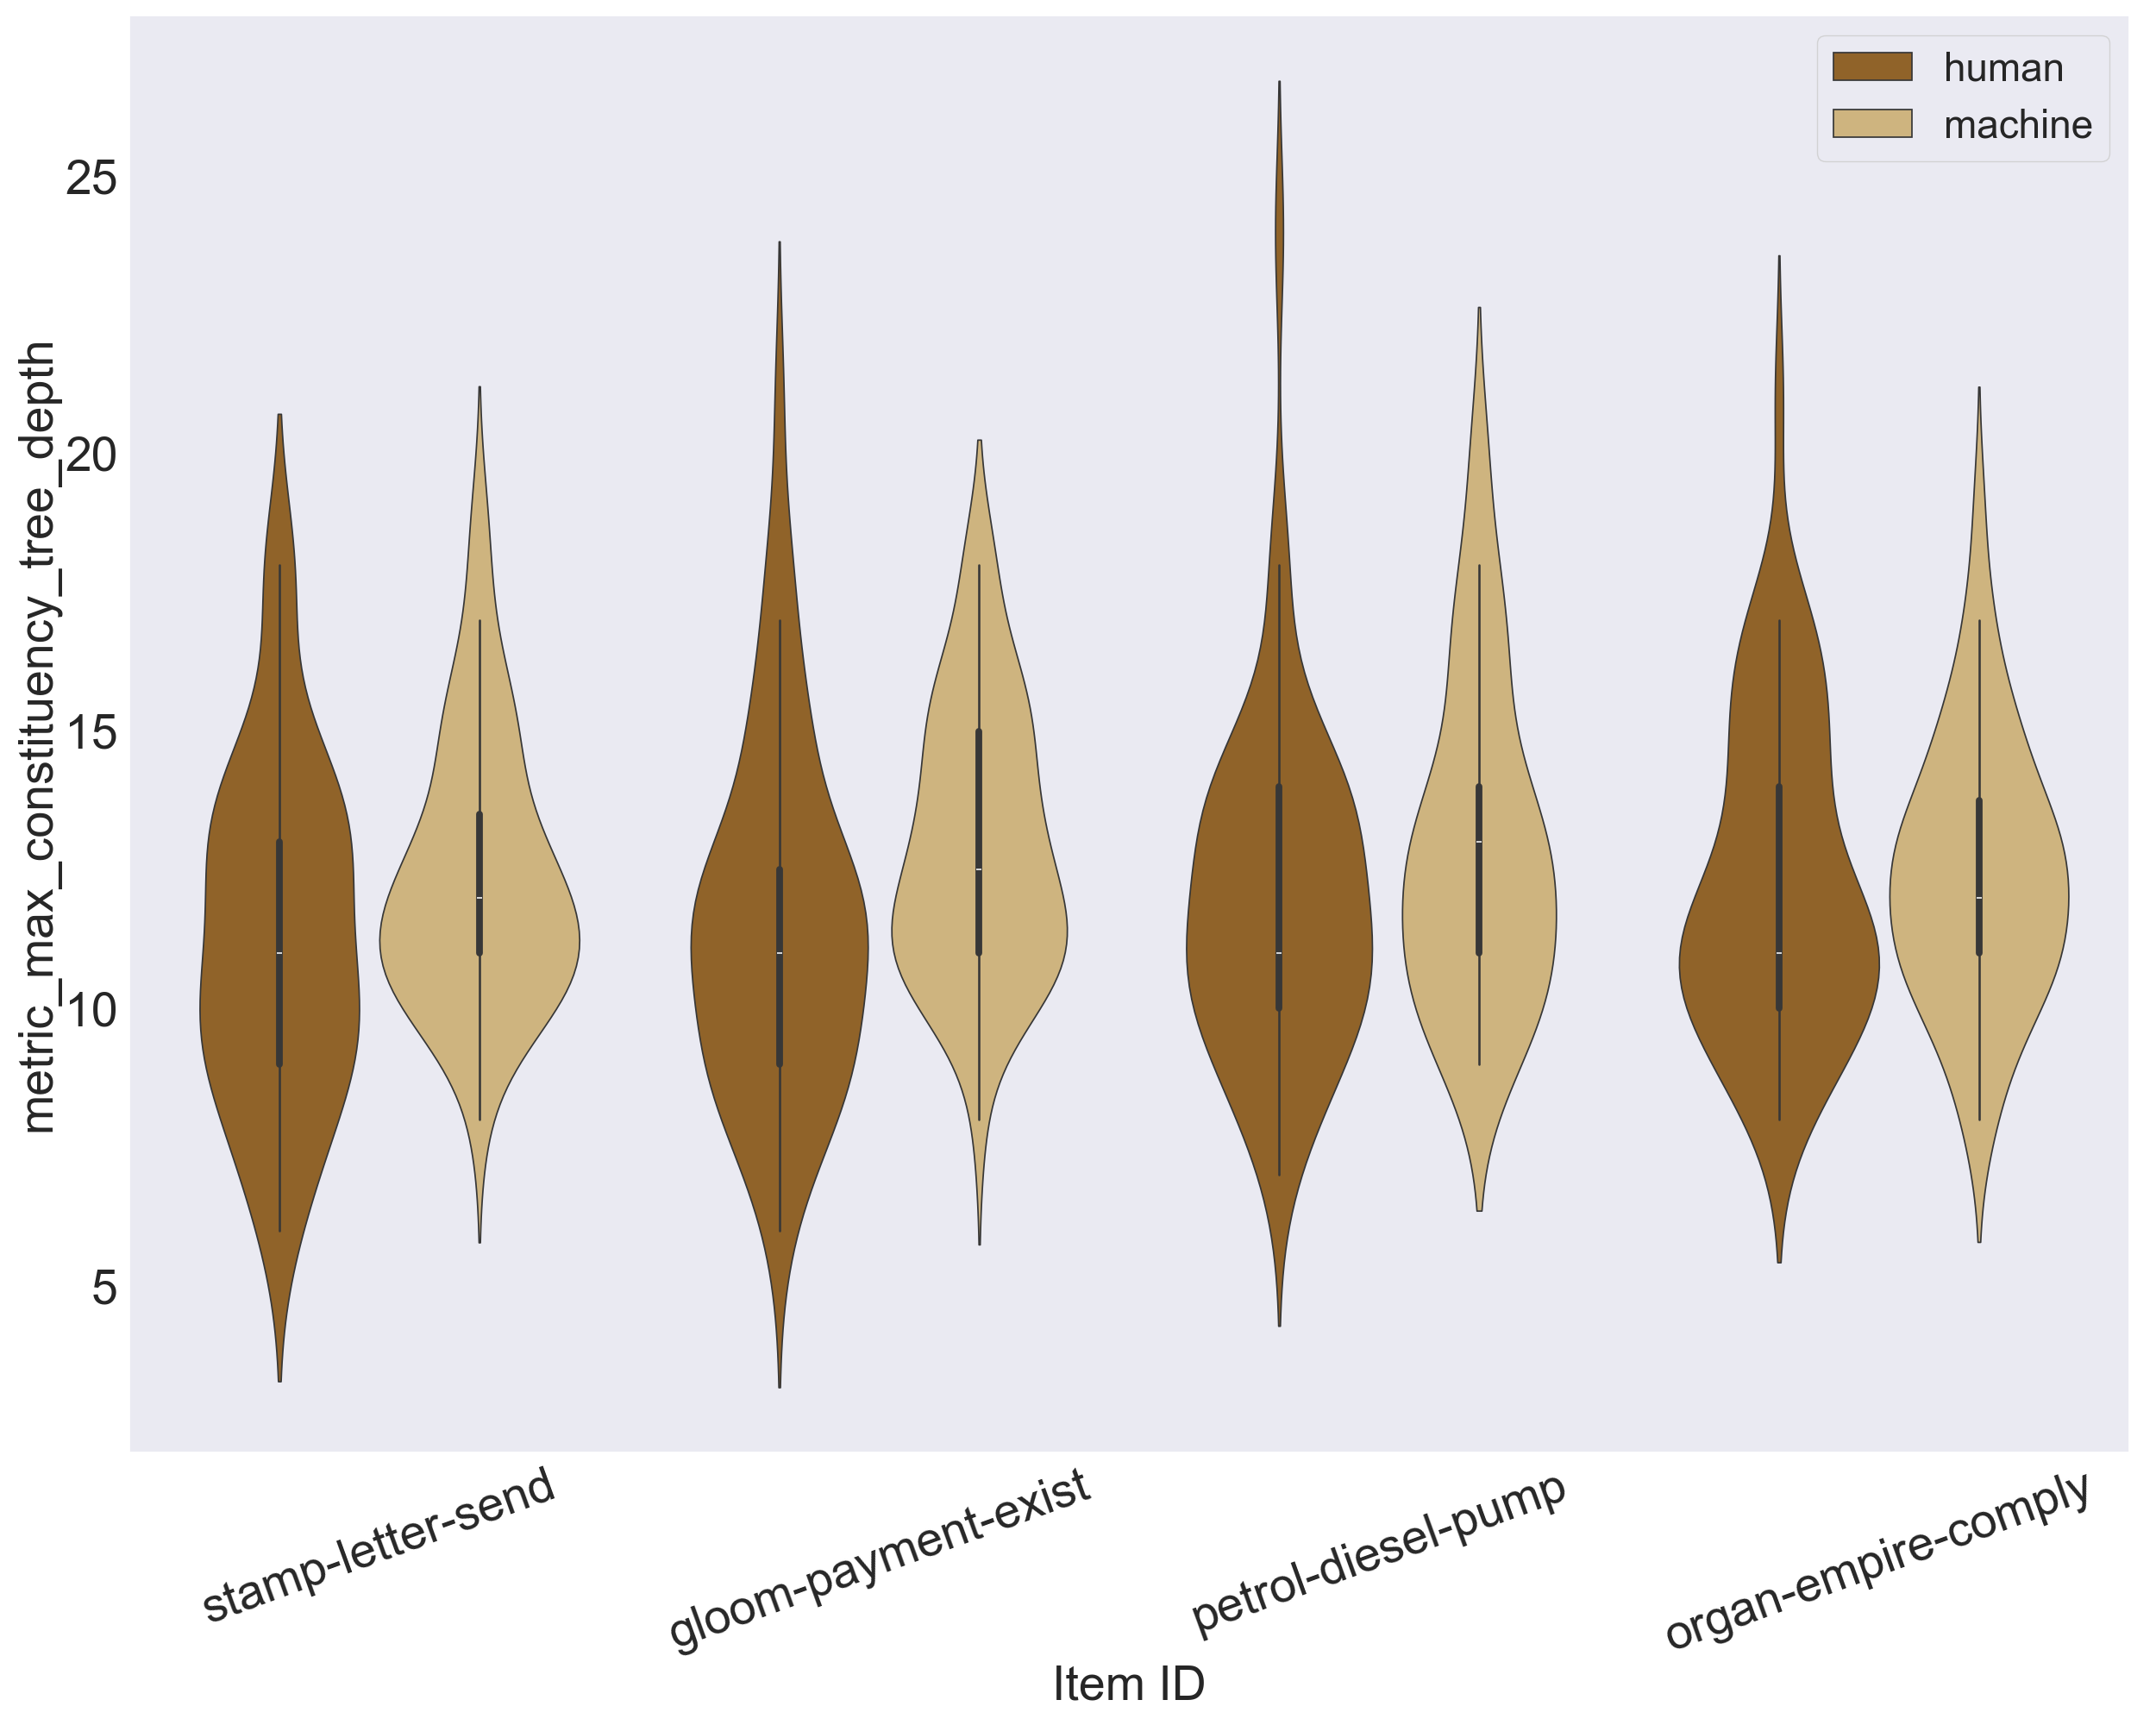 human
machine
25
20
15
10
5
metric_max_constituency_tree_depth
stamp-letter-send
gloom-payment-exist
petrol-diesel-pump
organ-empire-comply
Item ID